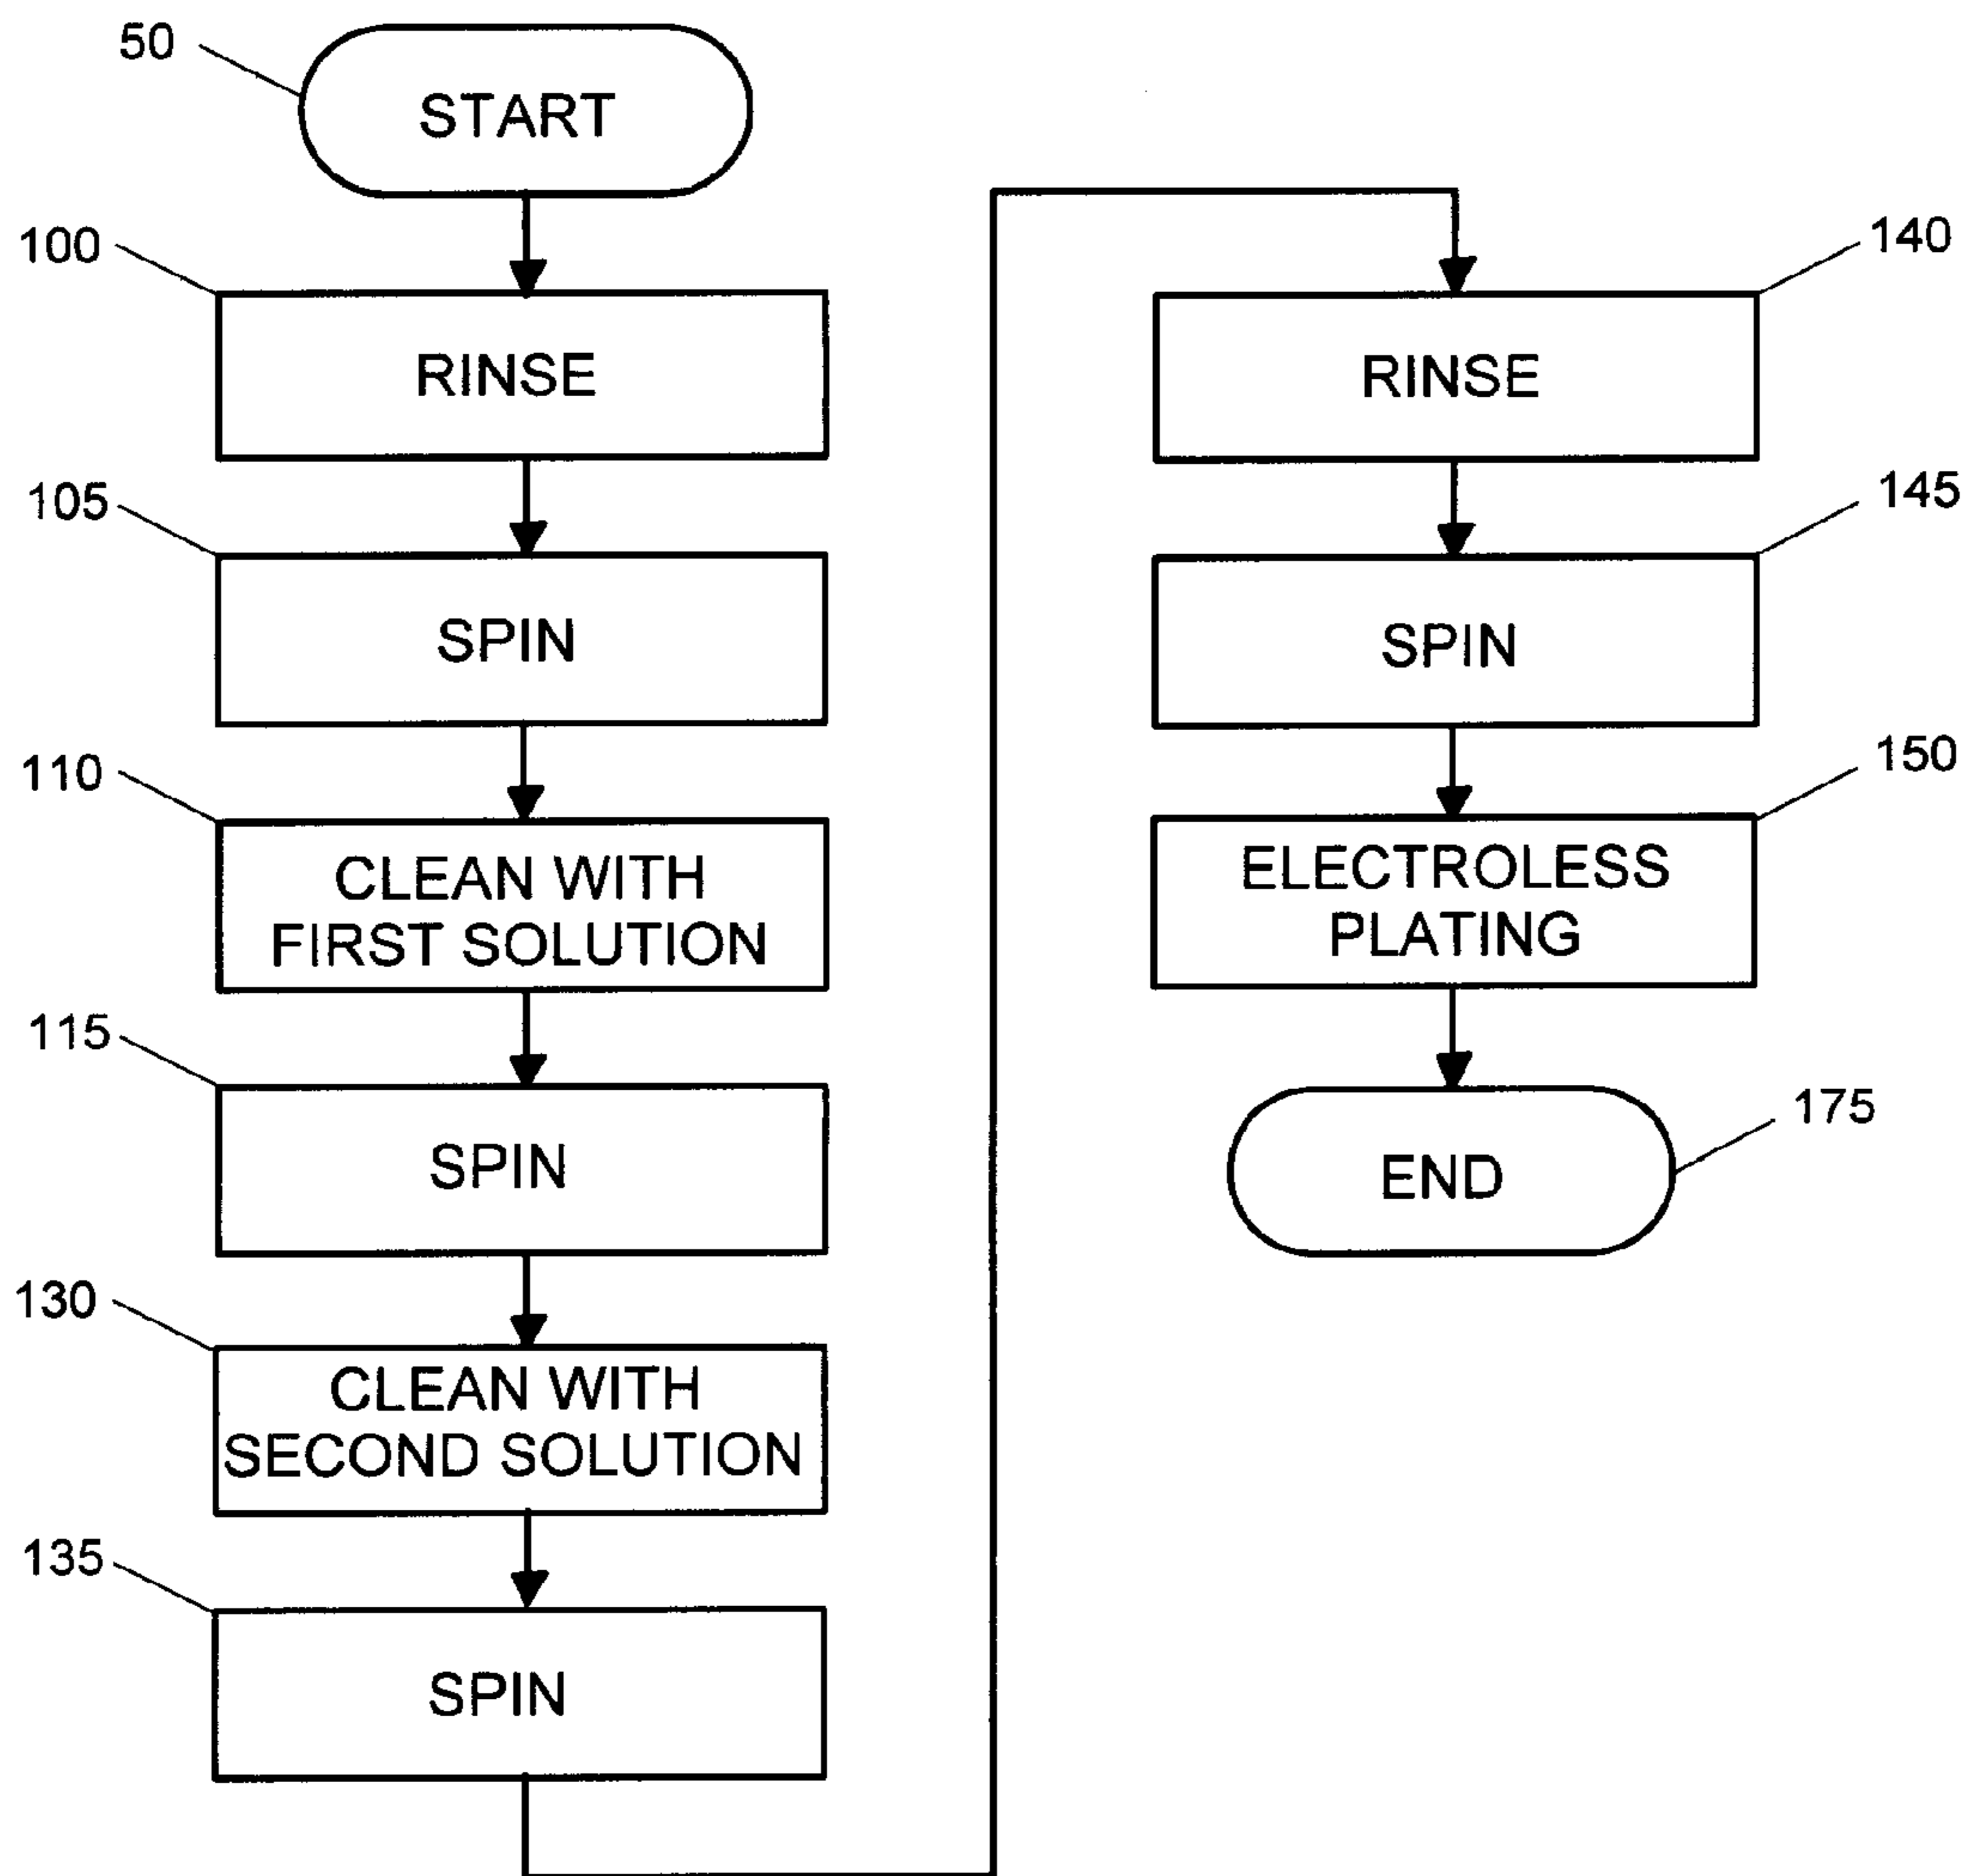 50
START
100
RINSE
105
SPIN
110
CLEAN WITH
FIRST SOLUTION
115
SPIN
130
CLEAN WITH
SECOND SOLUTION
135
SPIN
140
RINSE
145
SPIN
150
ELECTROLESS
PLATING
175
END